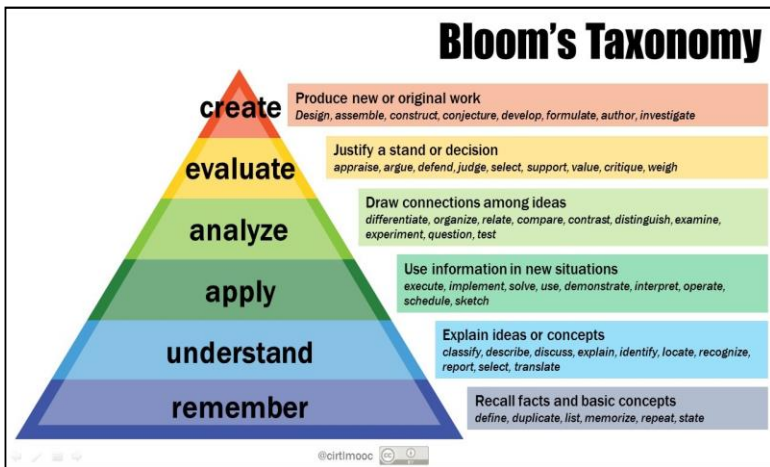 Bloom's Taxonomy
create
Produce new or original work
Design, assemble, construct, conjecture, develop, formulate, author, investigate
evaluate
Justify a stand or decision
appraise, argue, defend, judge, select, support, value, critique, weigh
analyze
Draw connections among ideas
differentiate, organize, relate, compare, contrast, distinguish, examine,
experiment, question, test
apply
Use information in new situations
execute, implement, solve, use, demonstrate, interpret, operate,
schedule, sketch
understand
Explain ideas or concepts
classify, describe, discuss, explain, identify, locate, recognize,
report, select, translate
remember
Recall facts and basic concepts
define, duplicate, list, memorize, repeat, state
@cirtlmooc